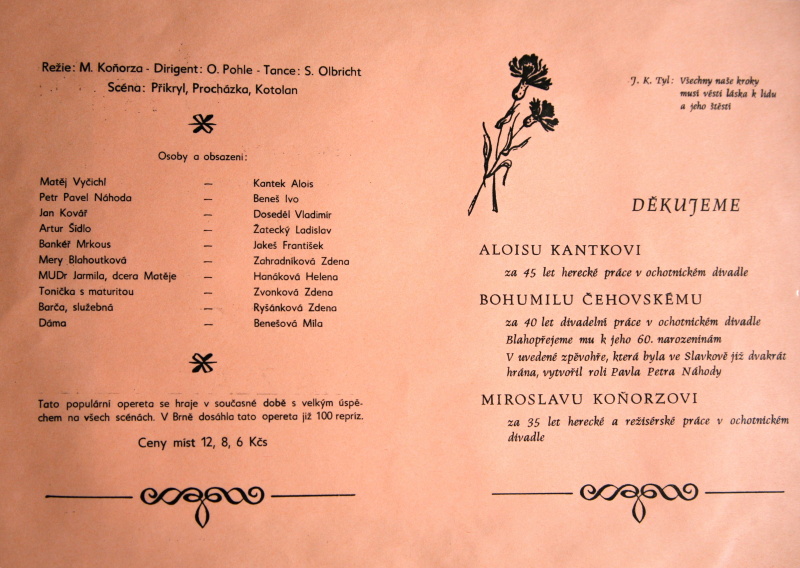 Režie: M. Koňorza - Dirigent: O. Pohle - Tance: S. Olbricht
Scéna: Přikryl, Procházka, Kotolan
Osoby a obsazení:
Matěj Vyčichl — Kantek Alois
Petr Pavel Náhoda — Beneš Ivo
Jan Kovář — Doseděl Vladimír
Artur Šidlo — Žatecký Ladislav
Bankéř Mrkous — Jakeš František
Mery Blahoutková — Zahradníková Zdena
MUDr Jarmila, dcera Matěje — Hanáková Helena
Tonička s maturitou — Zvonková Zdena
Barča, služebná — Ryšánková Zdena
Dáma — Benešová Mila
Tato populární opereta se hraje v současné době s velkým úspě-
chem na všech scénách. V Brně dosáhla tato opereta již 100 repríz.
Ceny míst 12, 8, 6 Kčs
J. K. Tyl: Všechny naše kroky
musí věstí láska k lidu
a jeho štěstí
DĚKUJEME
ALOISU KANTKOVI
za 45 let herecké práce v ochotnickém divadle
BOHUMILU ČEHOVSKÉMU
za 40 let divadelní práce v ochotnickém divadle
Blahopřejeme mu k jeho 60. narozeninám
V uvedené zpěvohře, která byla ve Slavkově již dvakrát
hrána, vytvořil roli Pavla Petra Náhody
MIROSLAVU KOŇORZOVI
za 35 let herecké a režisérské práce v ochotnickém
divadle